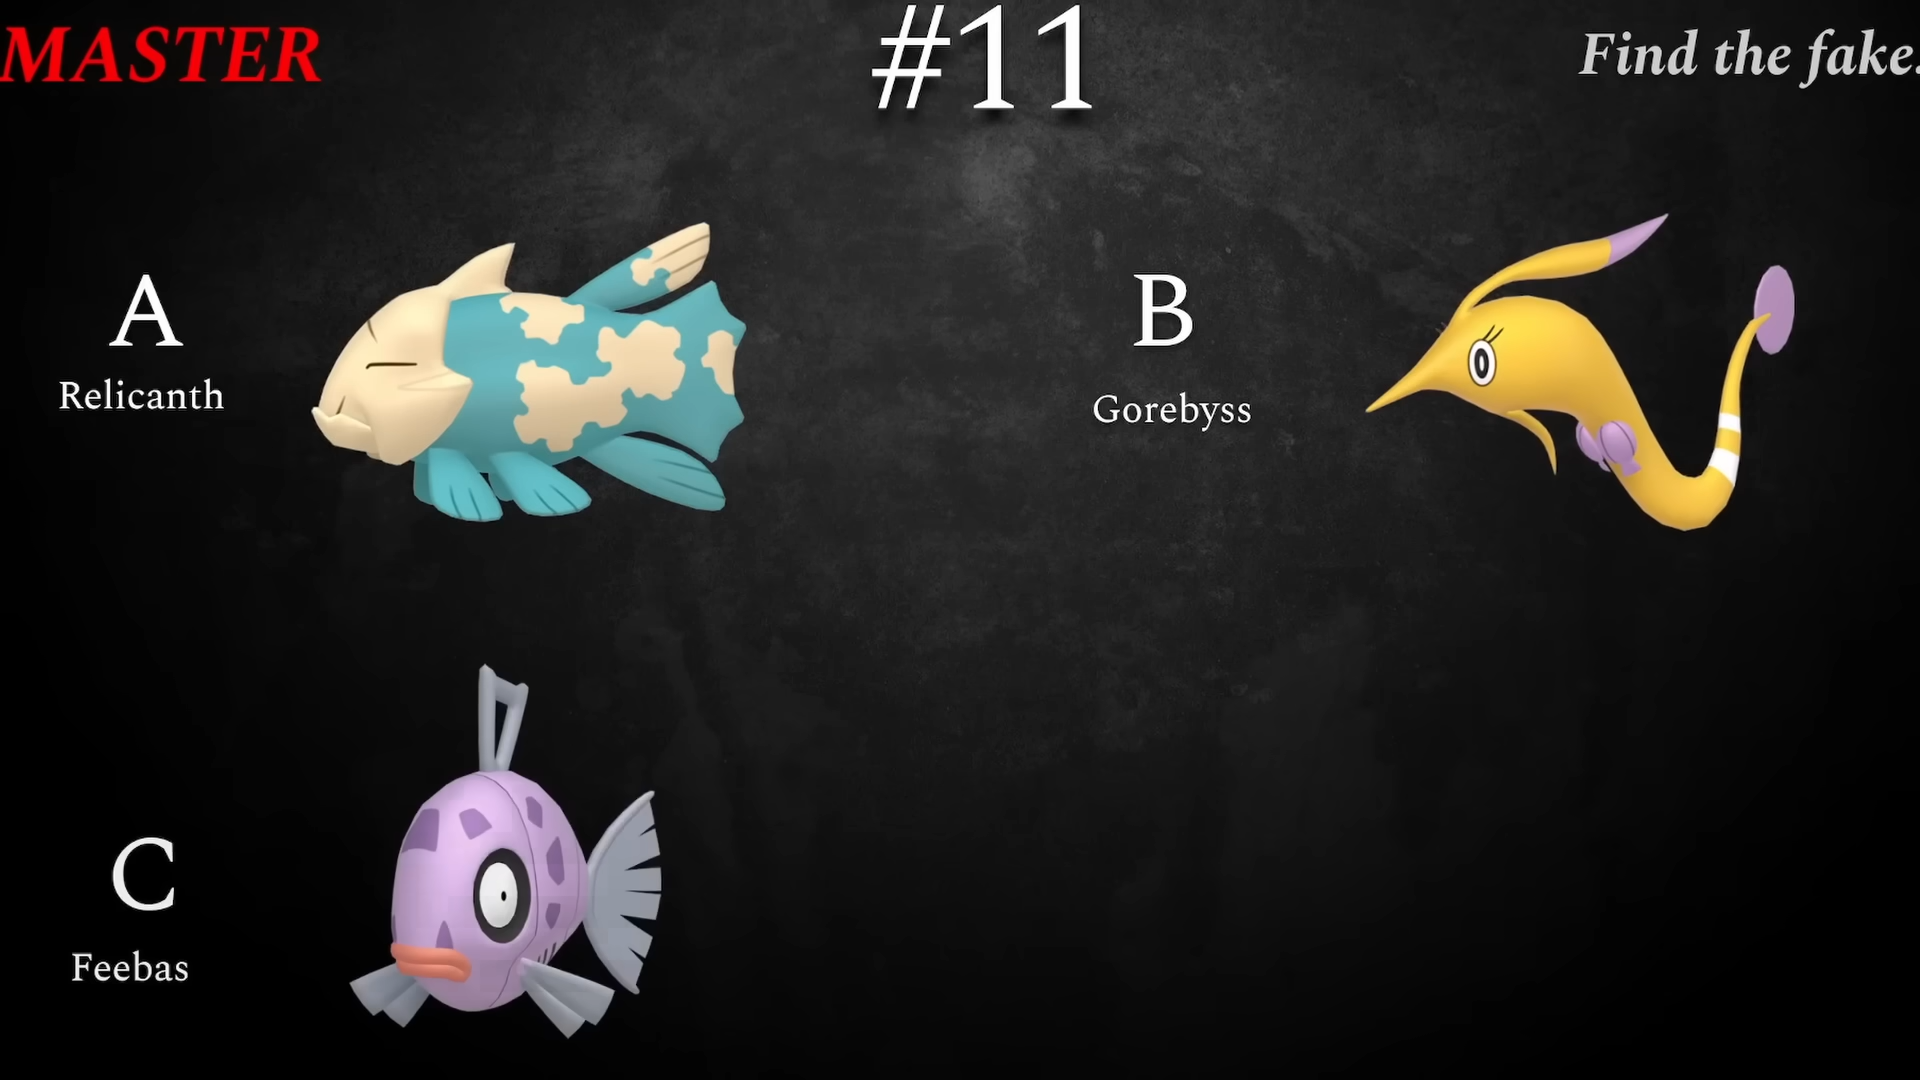 MASTER
#11
Find the fake.
A
Relicanth
B
Gorebyss
C
Feebas